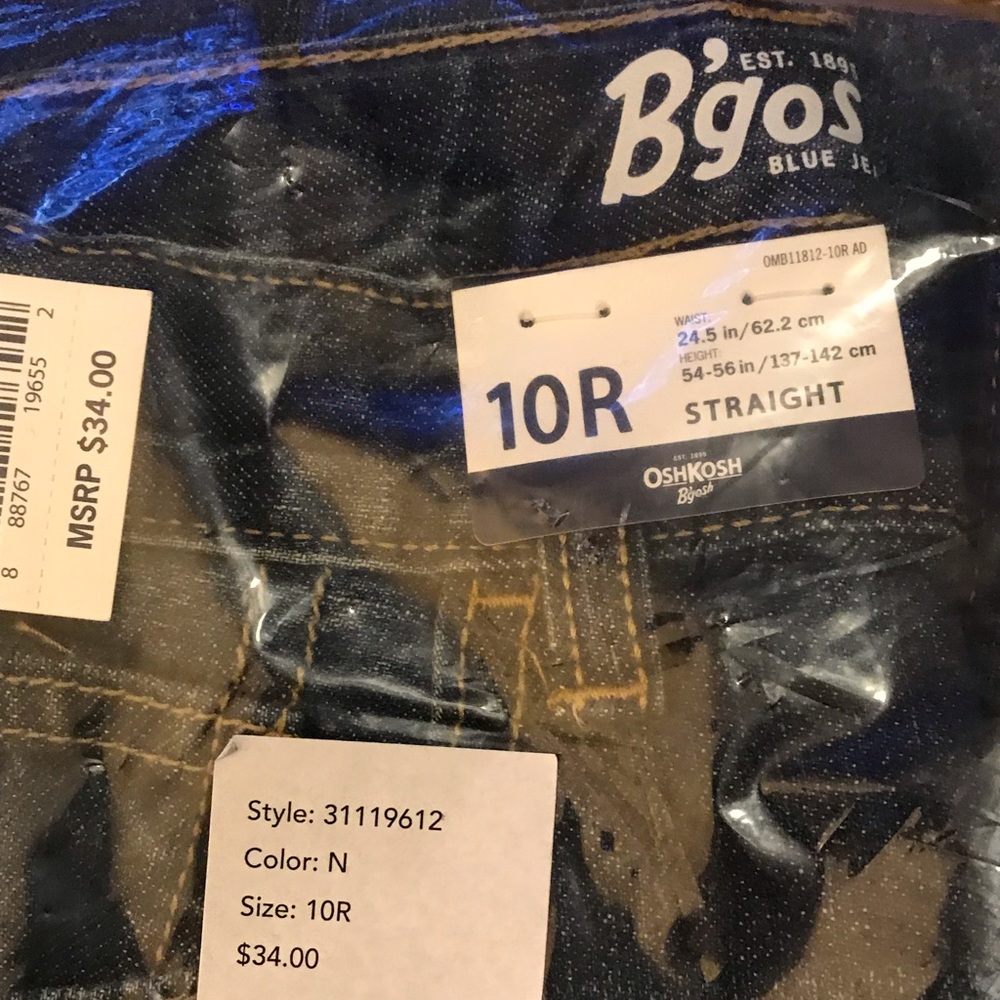 EST. 189
B'gos
BLUE JE
OMB11812-10R AD
WAIST:
24.5 in/62.2 cm
HEIGHT:
54-56 in/137-142 cm
10R
STRAIGHT
EST. 1895
OSHKOSH
B'gosh
8 88767 19655 2
MSRP $34.00
Style: 31119612
Color: N
Size: 10R
$34.00